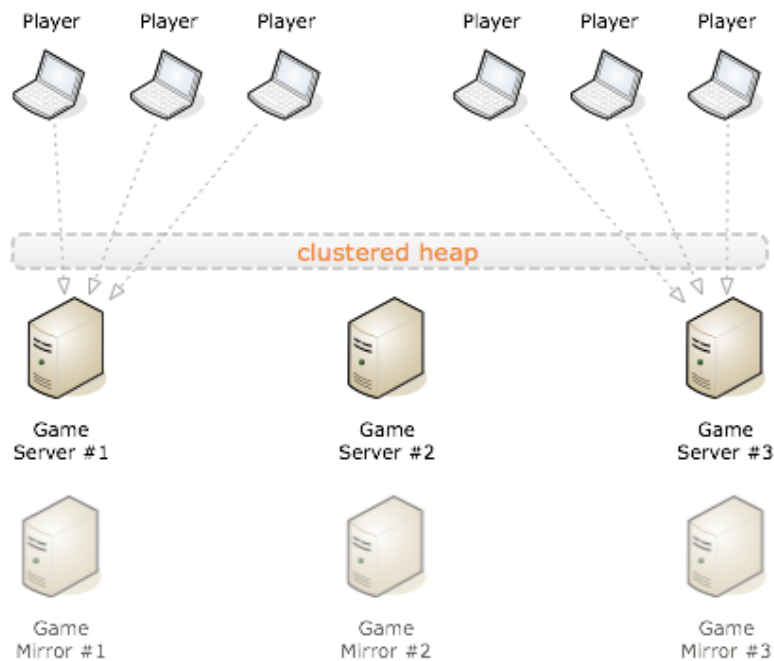 Player
Player
Player
Player
Player
Player
clustered heap
Game
Server #1
Game
Server #2
Game
Server #3
Game
Mirror #1
Game
Mirror #2
Game
Mirror #3